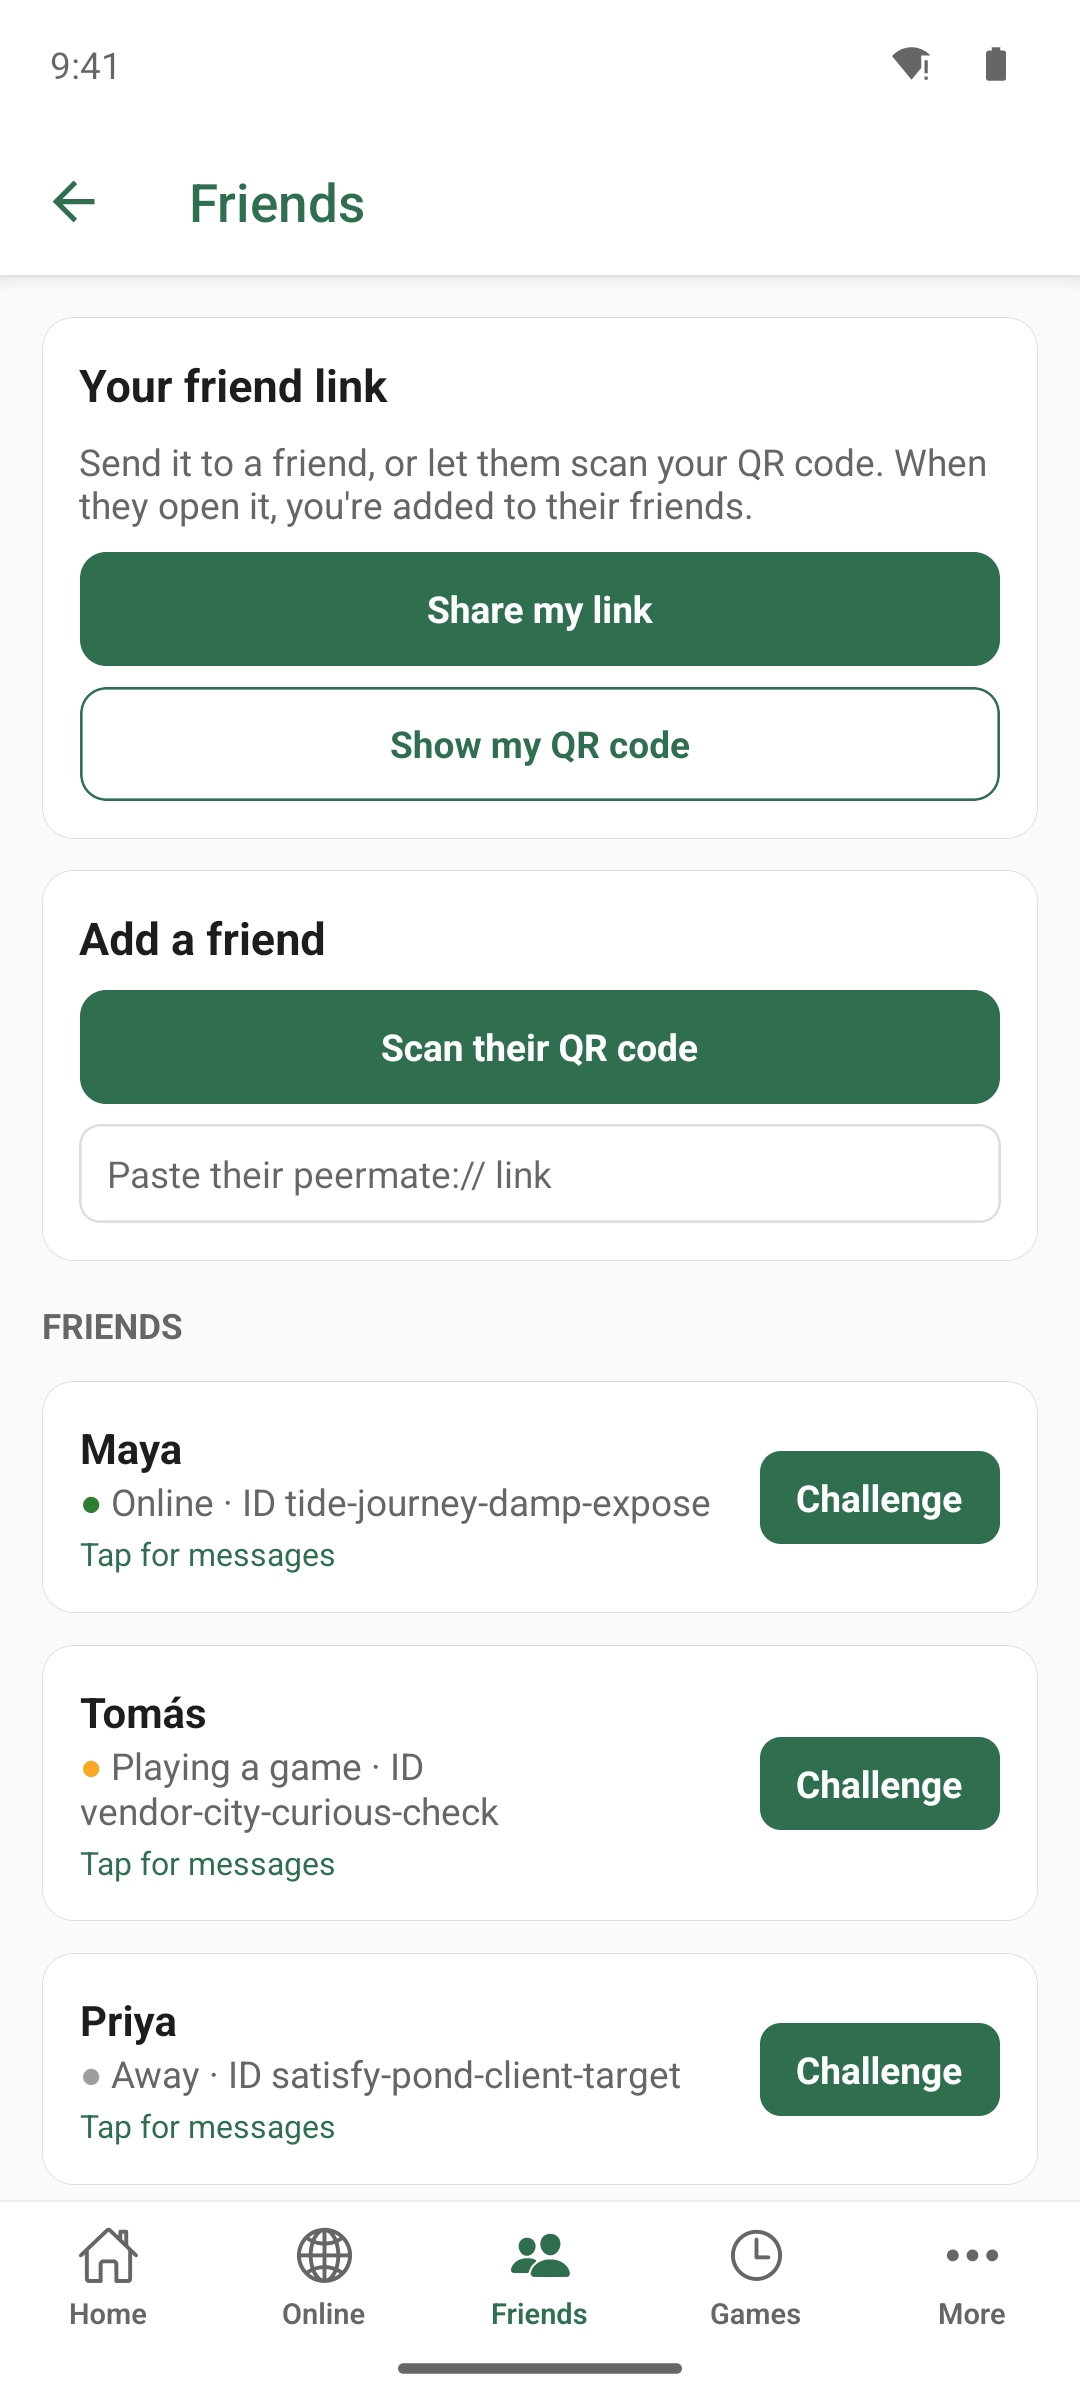 9:41
Friends
Your friend link
Send it to a friend, or let them scan your QR code. When
they open it, you're added to their friends.
Share my link
Show my QR code
Add a friend
Scan their QR code
Paste their peermate:// link
FRIENDS
Maya
Online · ID tide-journey-damp-expose
Tap for messages
Challenge
Tomás
Playing a game · ID
vendor-city-curious-check
Tap for messages
Challenge
Priya
Away · ID satisfy-pond-client-target
Tap for messages
Challenge
Home
Online
Friends
Games
More